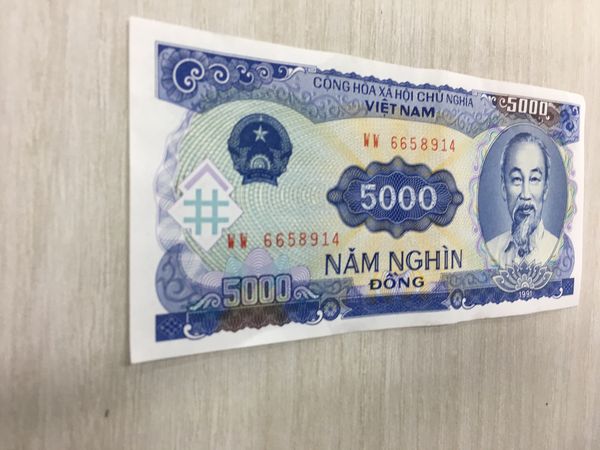 CỘNG HÒA XÃ HỘI CHỦ NGHĨA
VIỆT NAM
5000
WW 6658914
5000
WW 6658914
NĂM NGHÌN
ĐỒNG
5000
1991